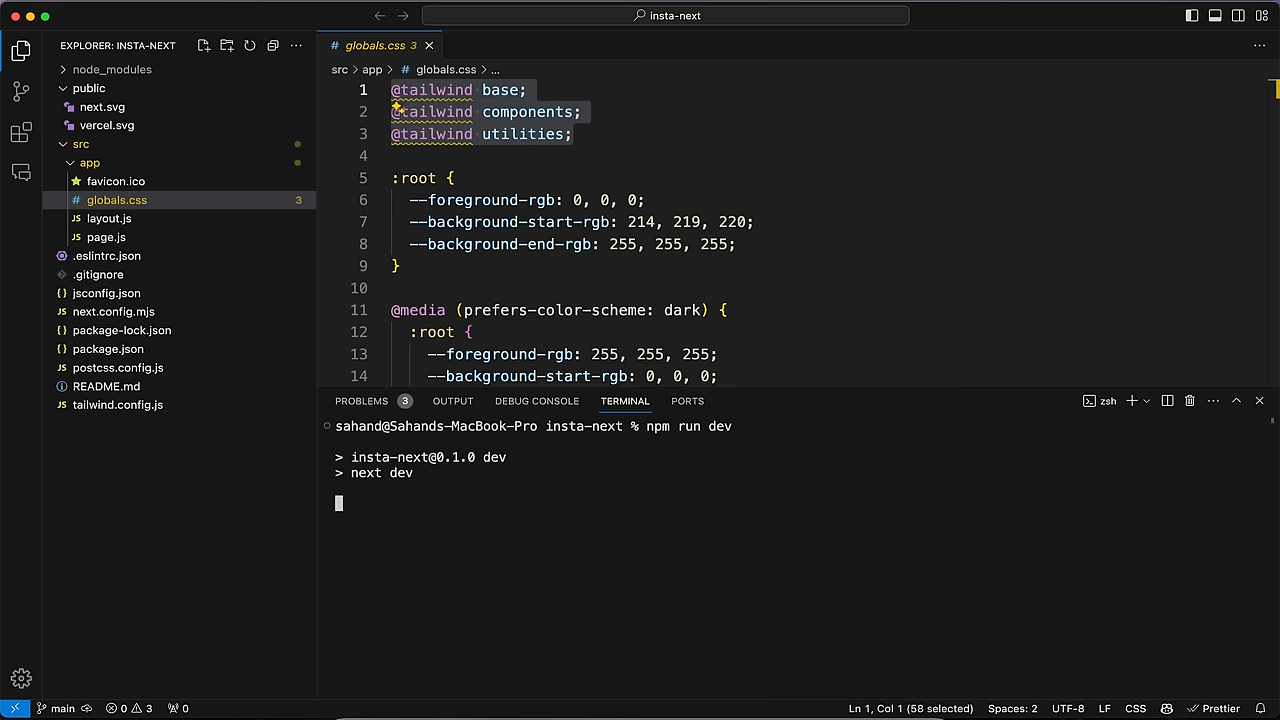 insta-next
EXPLORER: INSTA-NEXT
node_modules
public
next.svg
vercel.svg
src
app
favicon.ico
# globals.css 3
JS layout.js
JS page.js
.eslintrc.json
.gitignore
{} jsconfig.json
JS next.config.mjs
{} package-lock.json
{} package.json
JS postcss.config.js
README.md
JS tailwind.config.js
# globals.css 3
src > app > # globals.css > ...
1 @tailwind base;
2 @tailwind components;
3 @tailwind utilities;
4
5 :root {
6 --foreground-rgb: 0, 0, 0;
7 --background-start-rgb: 214, 219, 220;
8 --background-end-rgb: 255, 255, 255;
9 }
10
11 @media (prefers-color-scheme: dark) {
12 :root {
13 --foreground-rgb: 255, 255, 255;
14 --background-start-rgb: 0, 0, 0;
PROBLEMS 3 OUTPUT DEBUG CONSOLE TERMINAL PORTS zsh
sahand@Sahands-MacBook-Pro insta-next % npm run dev
> insta-next@0.1.0 dev
> next dev
main 0 3 0 Ln 1, Col 1 (58 selected) Spaces: 2 UTF-8 LF CSS Prettier